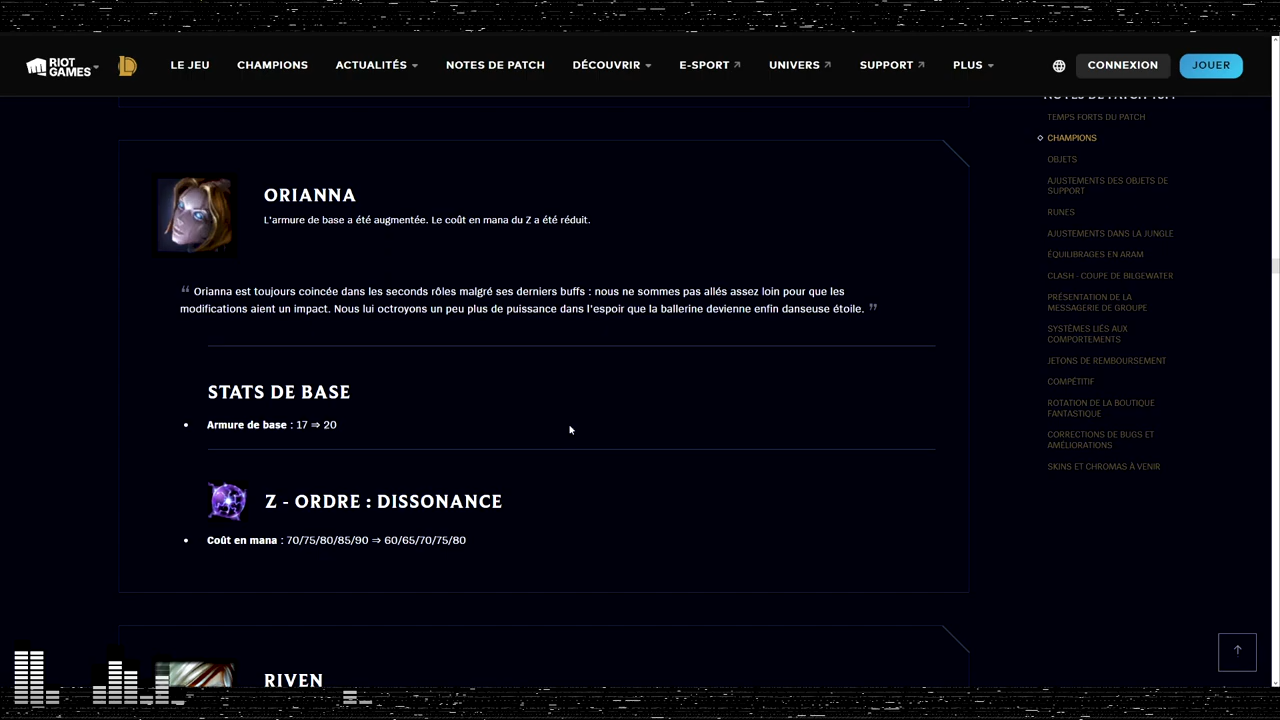 RIOT GAMES
LE JEU CHAMPIONS ACTUALITÉS NOTES DE PATCH DÉCOUVRIR E-SPORT UNIVERS SUPPORT PLUS CONNEXION JOUER
TEMPS FORTS DU PATCH
CHAMPIONS
OBJETS
AJUSTEMENTS DES OBJETS DE
SUPPORT
RUNES
AJUSTEMENTS DANS LA JUNGLE
ÉQUILIBRAGES EN ARAM
CLASH - COUPE DE BILGEWATER
PRÉSENTATION DE LA
MESSAGERIE DE GROUPE
SYSTÈMES LIÉS AUX
COMPORTEMENTS
JETONS DE REMBOURSEMENT
COMPÉTITIF
ROTATION DE LA BOUTIQUE
FANTASTIQUE
CORRECTIONS DE BUGS ET
AMÉLIORATIONS
SKINS ET CHROMAS À VENIR
ORIANNA
L'armure de base a été augmentée. Le coût en mana du Z a été réduit.
“ Orianna est toujours coincée dans les seconds rôles malgré ses derniers buffs : nous ne sommes pas allés assez loin pour que les
modifications aient un impact. Nous lui octroyons un peu plus de puissance dans l'espoir que la ballerine devienne enfin danseuse étoile. ”
STATS DE BASE
• Armure de base : 17 ⇒ 20
Z - ORDRE : DISSONANCE
• Coût en mana : 70/75/80/85/90 ⇒ 60/65/70/75/80
RIVEN